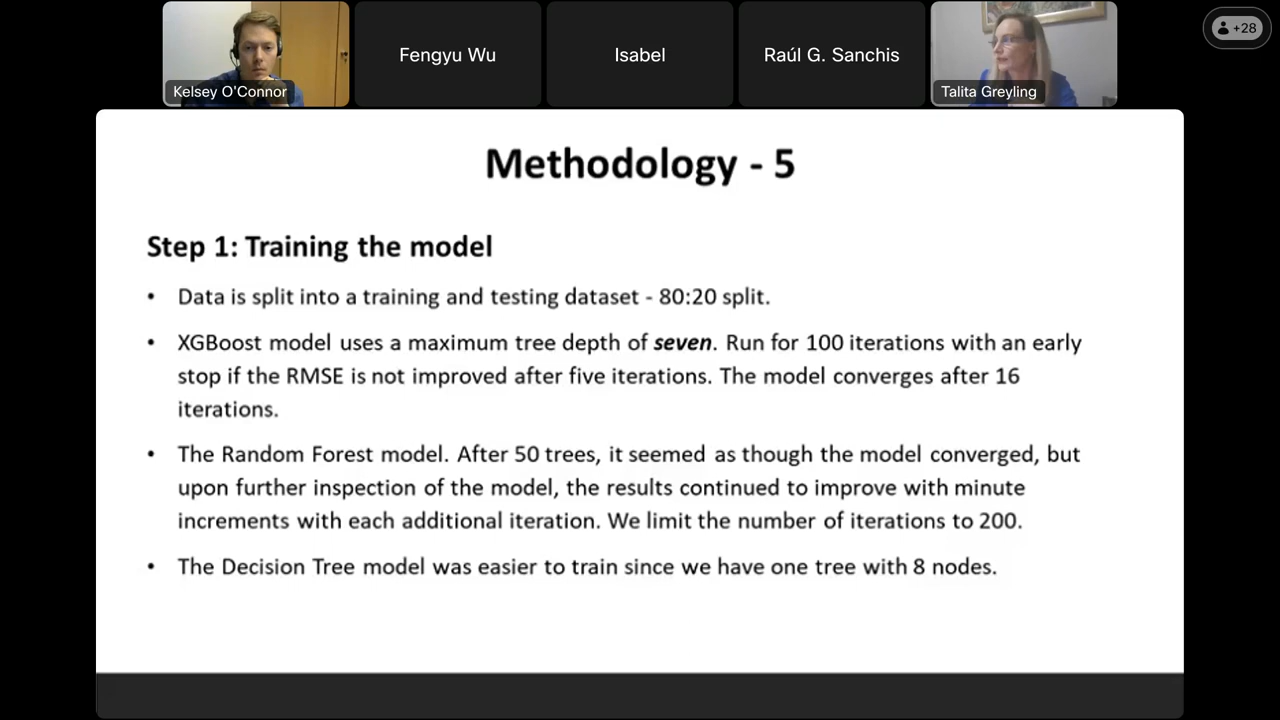 Fengyu Wu
Isabel
Raúl G. Sanchis
+28
Kelsey O'Connor
Talita Greyling
Methodology - 5
Step 1: Training the model
• Data is split into a training and testing dataset - 80:20 split.
• XGBoost model uses a maximum tree depth of seven. Run for 100 iterations with an early
stop if the RMSE is not improved after five iterations. The model converges after 16
iterations.
• The Random Forest model. After 50 trees, it seemed as though the model converged, but
upon further inspection of the model, the results continued to improve with minute
increments with each additional iteration. We limit the number of iterations to 200.
• The Decision Tree model was easier to train since we have one tree with 8 nodes.